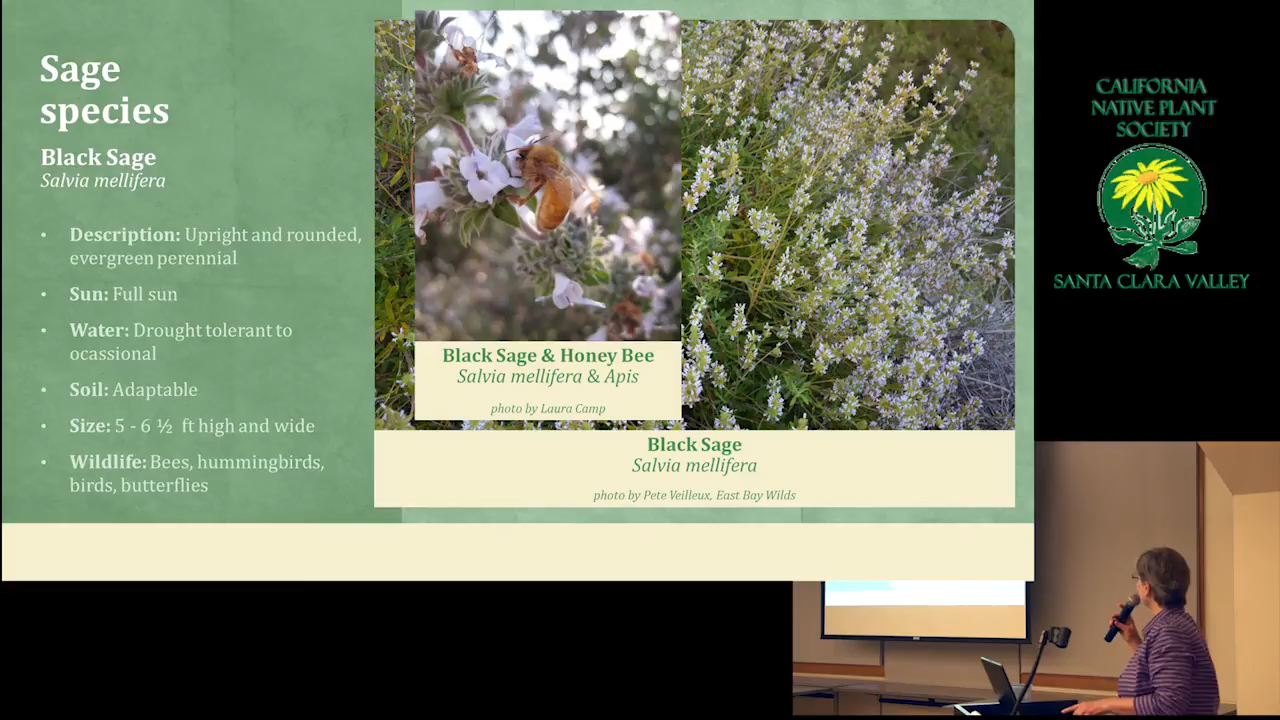 Sage
species
Black Sage
Salvia mellifera
• Description: Upright and rounded,
evergreen perennial
• Sun: Full sun
• Water: Drought tolerant to
ocassional
• Soil: Adaptable
• Size: 5 - 6 ½ ft high and wide
• Wildlife: Bees, hummingbirds,
birds, butterflies
Black Sage & Honey Bee
Salvia mellifera & Apis
photo by Laura Camp
Black Sage
Salvia mellifera
photo by Pete Veilleux, East Bay Wilds
CALIFORNIA
NATIVE PLANT
SOCIETY
SANTA CLARA VALLEY